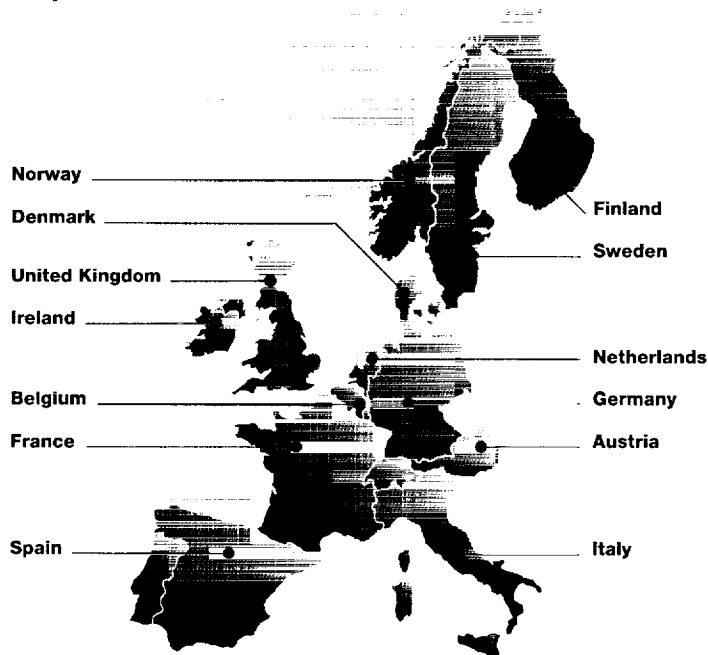 Norway
Denmark
United Kingdom
Ireland
Belgium
France
Spain
Finland
Sweden
Netherlands
Germany
Austria
Italy